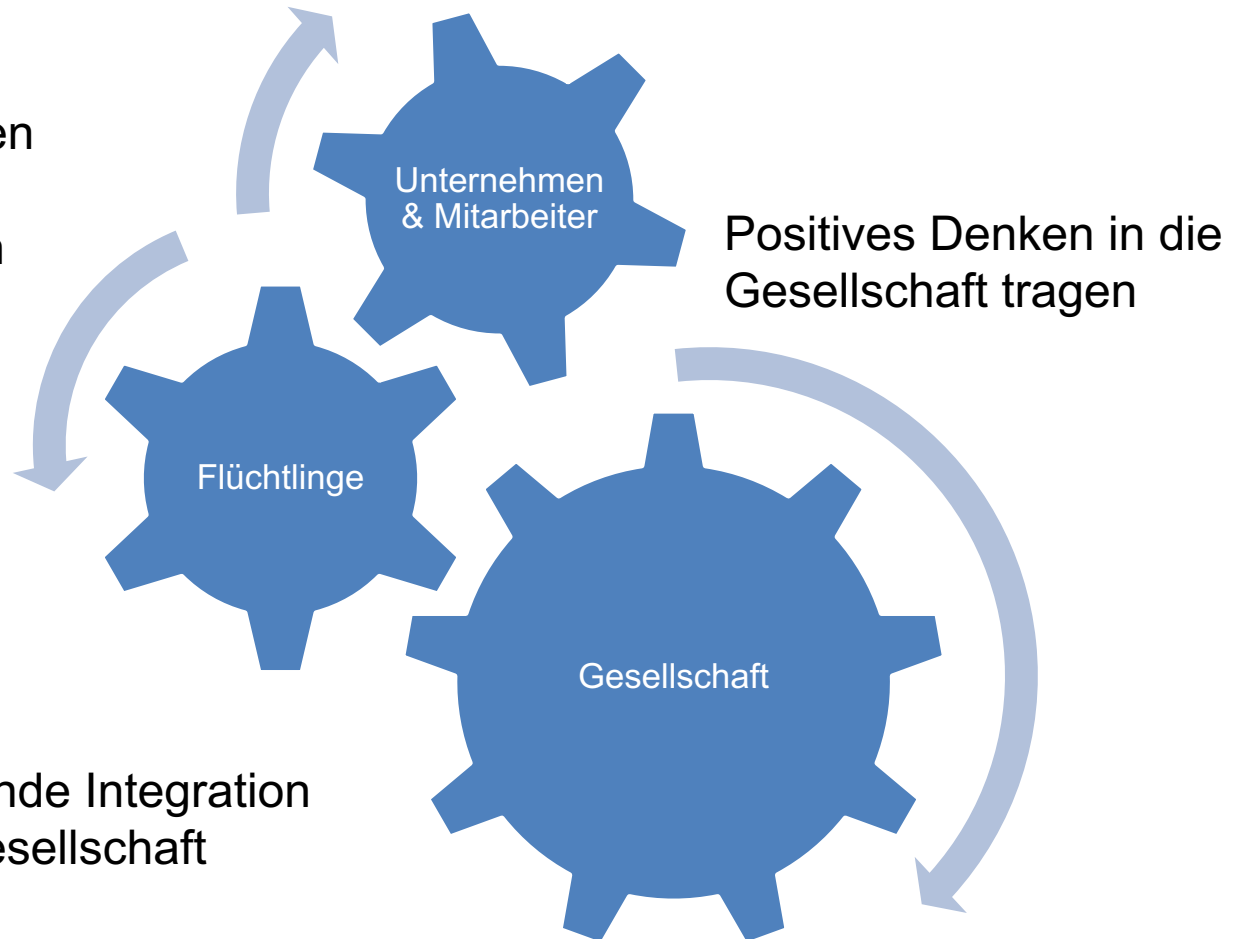 en
Unternehmen
& Mitarbeiter
n
Positives Denken in die
Gesellschaft tragen
Flüchtlinge
Gesellschaft
nde Integration
esellschaft